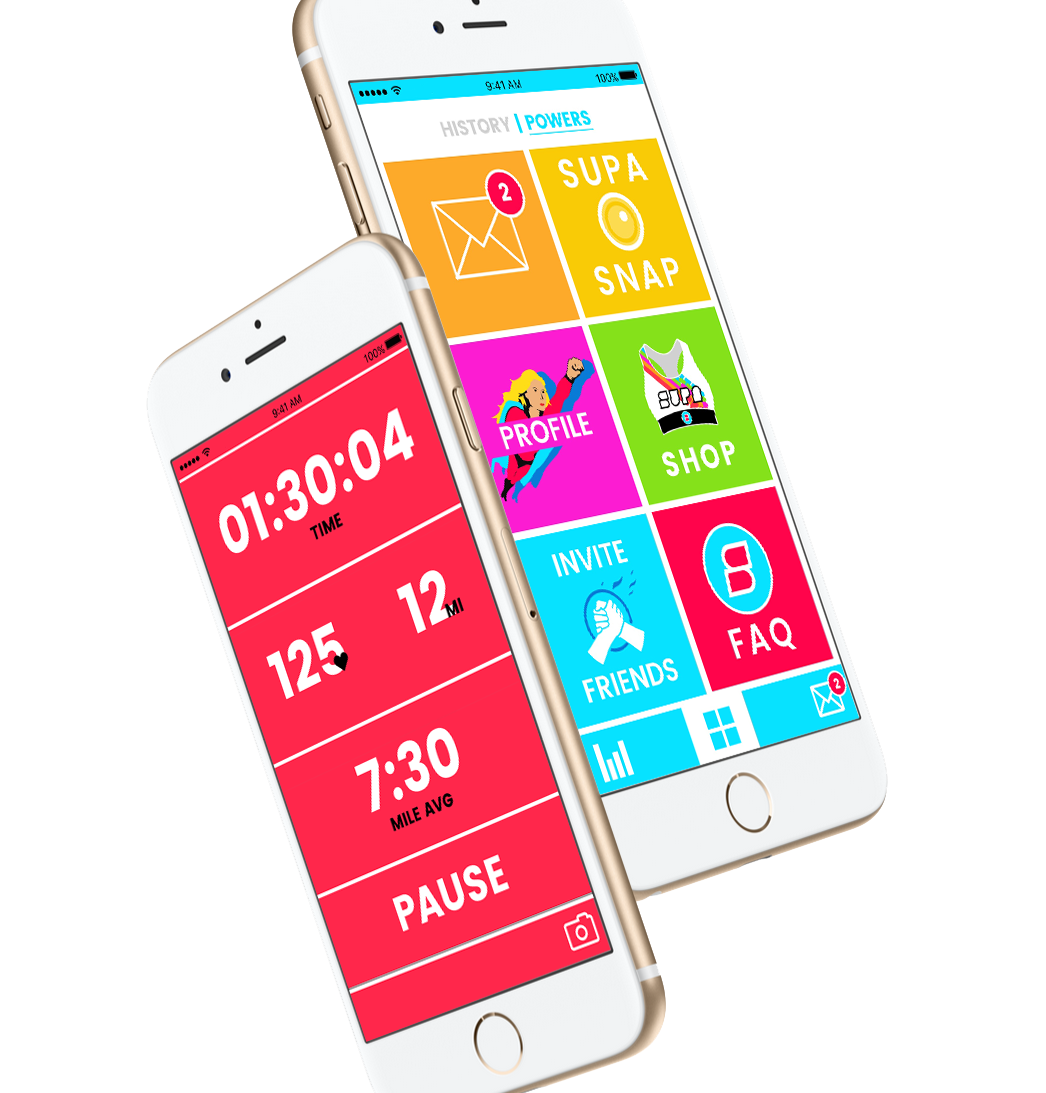 9:41 AM 100%
HISTORY | POWERS
2
SUPA
SNAP
PROFILE
SUPA
SHOP
INVITE
FRIENDS
FAQ
2
9:41 AM 100%
01:30:04
TIME
125
12 MI
7:30
MILE AVG
PAUSE